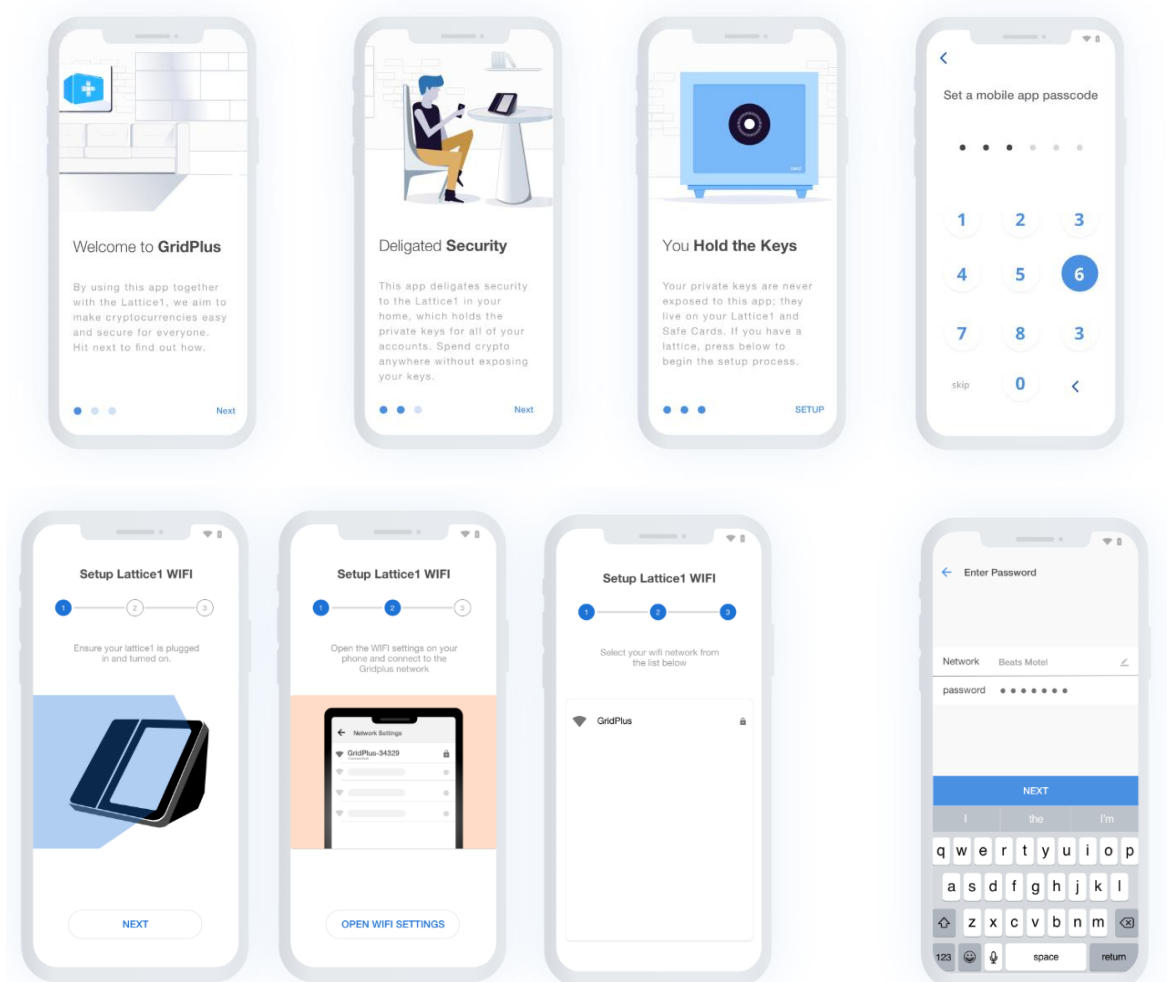 Welcome to GridPlus
By using this app together
with the Lattice1, we aim to
make cryptocurrencies easy
and secure for everyone.
Hit next to find out how.
Next
Deligated Security
This app deligates security
to the Lattice1 in your
home, which holds the
private keys for all of your
accounts. Spend crypto
anywhere without exposing
your keys.
Next
You Hold the Keys
Your private keys are never
exposed to this app; they
live on your Lattice1 and
Safe Cards. If you have a
lattice, press below to
begin the setup process.
SETUP
Set a mobile app passcode
1 2 3
4 5 6
7 8 3
skip 0
Setup Lattice1 WIFI
1 2 3
Ensure your lattice1 is plugged
in and turned on.
NEXT
Setup Lattice1 WIFI
1 2 3
Open the WIFI settings on your
phone and connect to the
Gridplus network
Network Settings
GridPlus-34329
Connected
OPEN WIFI SETTINGS
Setup Lattice1 WIFI
1 2 3
Select your wifi network from
the list below
GridPlus
Enter Password
Network Beats Motel
password
NEXT
I the I'm
q w e r t y u i o p
a s d f g h j k l
z x c v b n m
123 space return